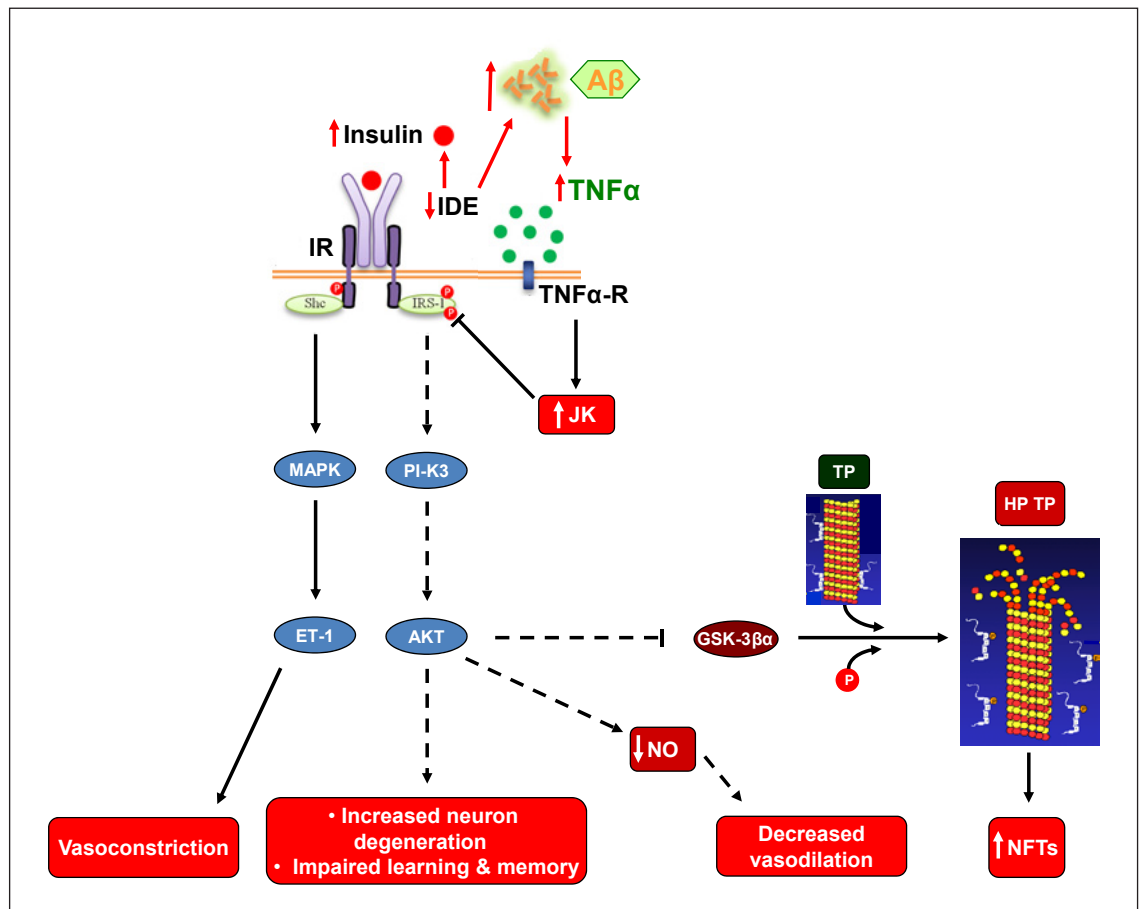 Aβ
Insulin
TNFα
IDE
IR
TNFα-R
Shc
P
IRS-1
P
P
JK
MAPK
PI-K3
TP
HP TP
ET-1
AKT
GSK-3βα
P
NO
Vasoconstriction
• Increased neuron
degeneration
• Impaired learning & memory
Decreased
vasodilation
NFTs